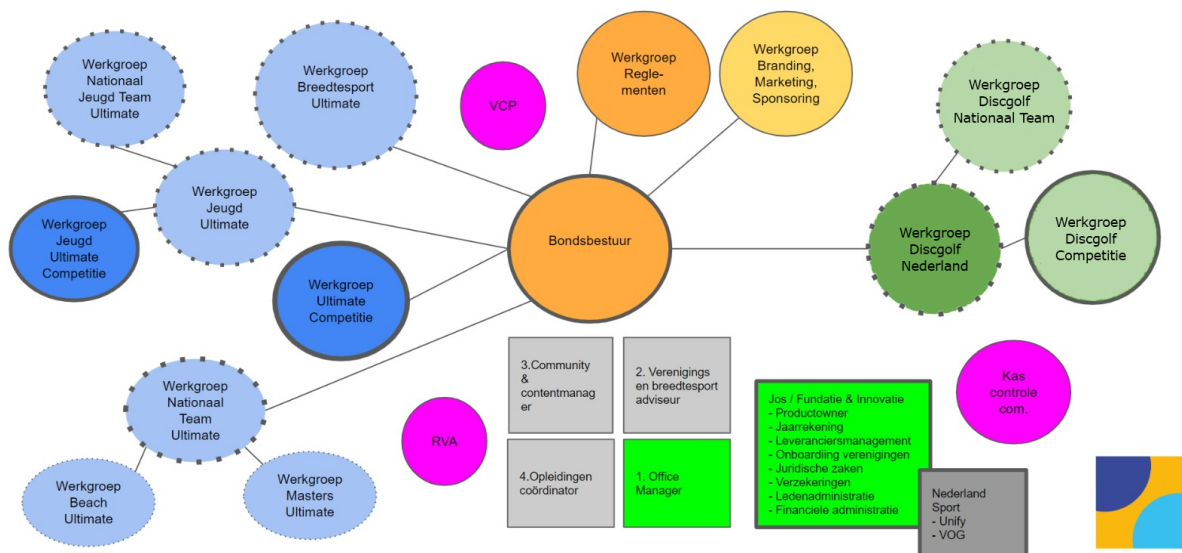 Werkgroep
Nationaal
Jeugd Team
Ultimate
Werkgroep
Breedtesport
Ultimate
VCP
Werkgroep
Regle-
menten
Werkgroep
Branding,
Marketing,
Sponsoring
Werkgroep
Discgolf
Nationaal Team
Werkgroep
Jeugd
Ultimate
Werkgroep
Jeugd
Ultimate
Competitie
Werkgroep
Ultimate
Competitie
Bondsbestuur
Werkgroep
Discgolf
Nederland
Werkgroep
Discgolf
Competitie
Werkgroep
Nationaal
Team
Ultimate
Werkgroep
Beach
Ultimate
Werkgroep
Masters
Ultimate
RVA
3.Community
&
contentmanag
er
2. Verenigings
en breedtesport
adviseur
4.Opleidingen
coördinator
1. Office
Manager
Jos / Fundatie & Innovatie
- Productowner
- Jaarrekening
- Leveranciersmanagement
- Onboardiing verenigingen
- Juridische zaken
- Verzekeringen
- Ledenadministratie
- Financiele administratie
Kas
controle
com.
Nederland
Sport
- Unify
- VOG